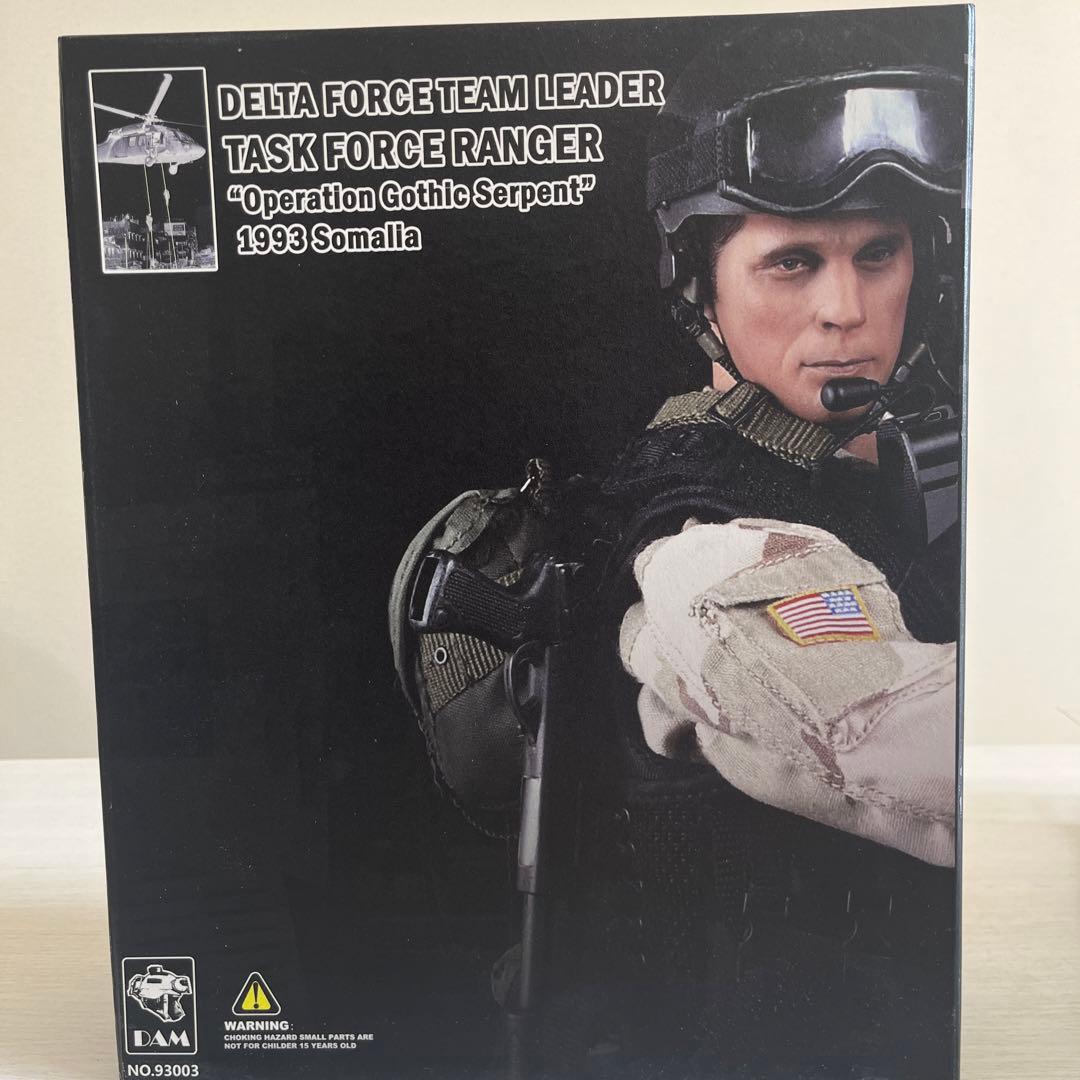 DELTA FORCE TEAM LEADER
TASK FORCE RANGER
“Operation Gothic Serpent”
1993 Somalia
DAM
NO.93003
WARNING:
CHOKING HAZARD SMALL PARTS ARE
NOT FOR CHILDER 15 YEARS OLD